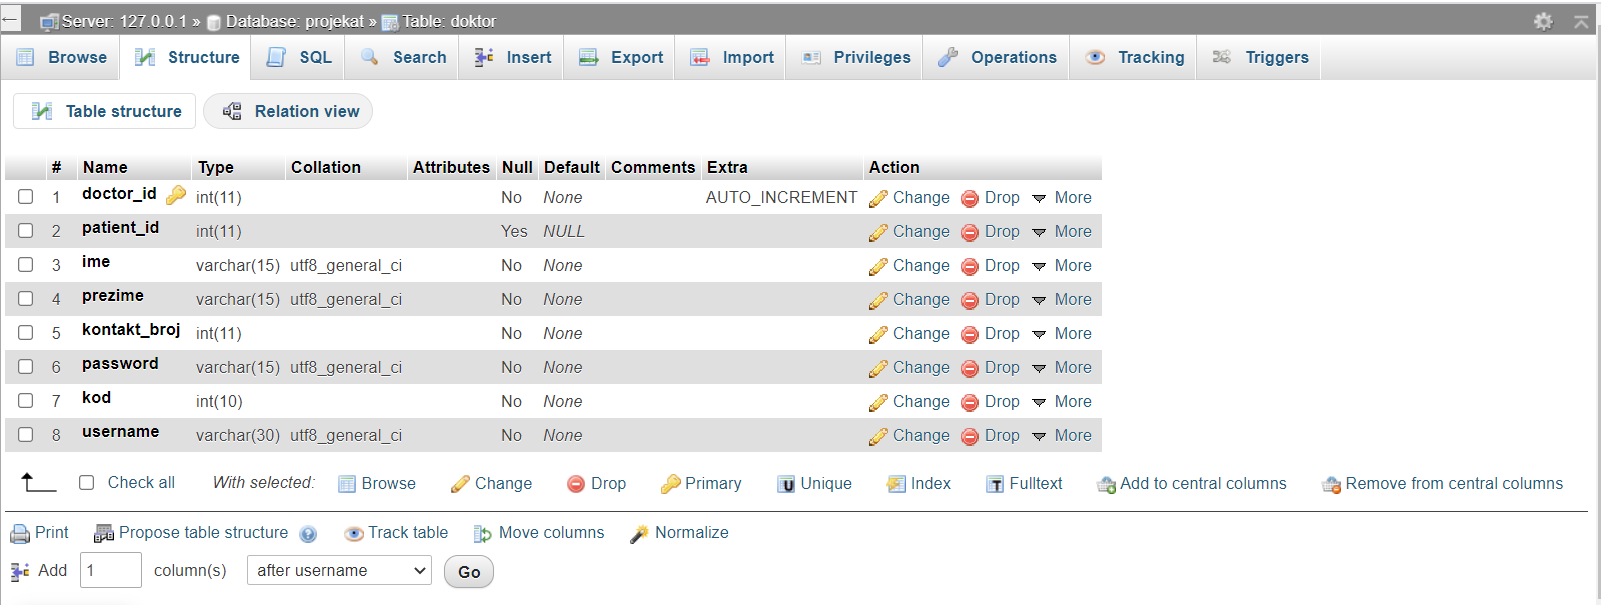 Server: 127.0.0.1 » Database: projekat » Table: doktor
Browse Structure SQL Search Insert Export Import Privileges Operations Tracking Triggers
Table structure Relation view
# Name Type Collation Attributes Null Default Comments Extra Action
1 doctor_id int(11) No None AUTO_INCREMENT Change Drop More
2 patient_id int(11) Yes NULL Change Drop More
3 ime varchar(15) utf8_general_ci No None Change Drop More
4 prezime varchar(15) utf8_general_ci No None Change Drop More
5 kontakt_broj int(11) No None Change Drop More
6 password varchar(15) utf8_general_ci No None Change Drop More
7 kod int(10) No None Change Drop More
8 username varchar(30) utf8_general_ci No None Change Drop More
Check all With selected: Browse Change Drop Primary Unique Index Fulltext Add to central columns Remove from central columns
Print Propose table structure Track table Move columns Normalize
Add 1 column(s) after username Go